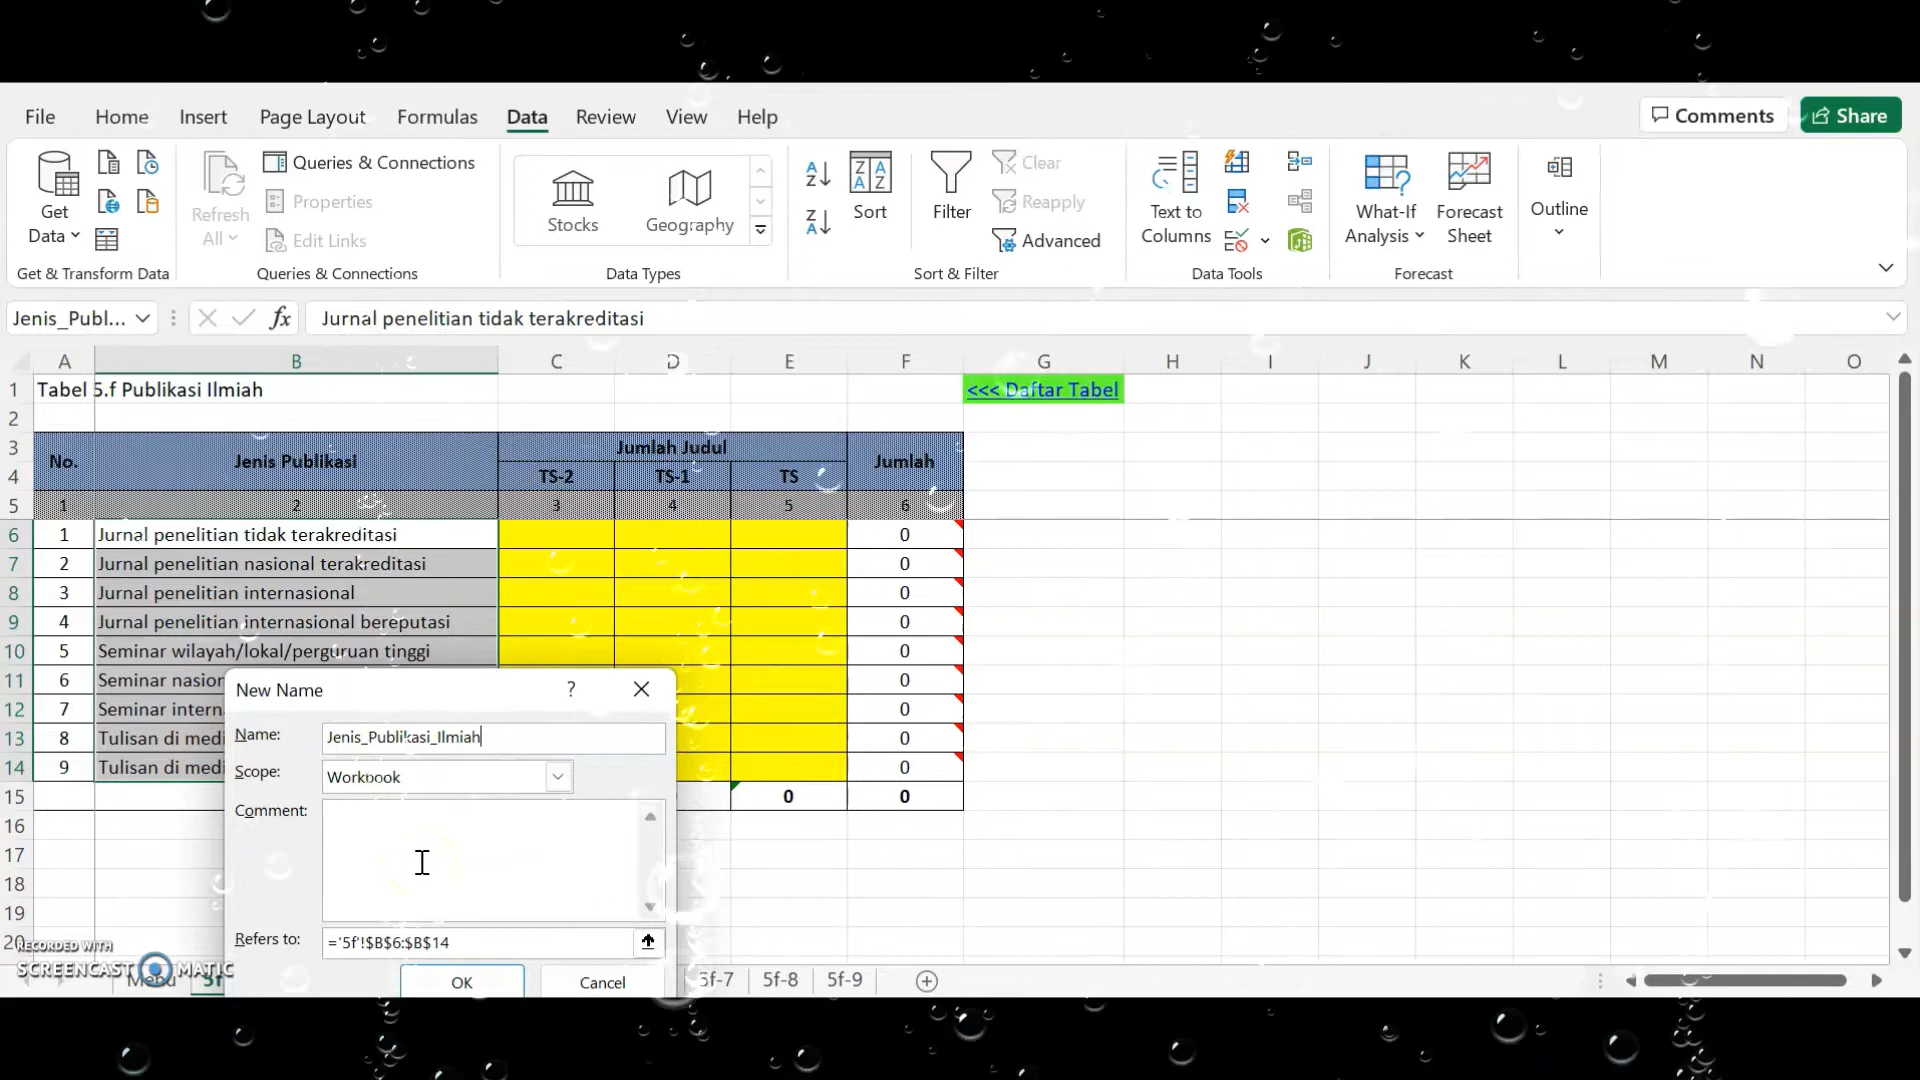 File Home Insert Page Layout Formulas Data Review View Help Comments Share
Get Data
Refresh All
Queries & Connections
Properties
Edit Links
Stocks
Geography
Sort
Filter
Clear
Reapply
Advanced
Text to Columns
What-If Analysis
Forecast Sheet
Outline
Get & Transform Data Queries & Connections Data Types Sort & Filter Data Tools Forecast
Jenis_Publ... fx Jurnal penelitian tidak terakreditasi
A B C D E F G H I J K L M N O
1 Tabel 5.f Publikasi Ilmiah <<< Daftar Tabel
2
3 No. Jenis Publikasi Jumlah Judul Jumlah
4 TS-2 TS-1 TS
5 1 2 3 4 5 6
6 1 Jurnal penelitian tidak terakreditasi 0
7 2 Jurnal penelitian nasional terakreditasi 0
8 3 Jurnal penelitian internasional 0
9 4 Jurnal penelitian internasional bereputasi 0
10 5 Seminar wilayah/lokal/perguruan tinggi 0
11 6 Seminar nasion 0
12 7 Seminar intern 0
13 8 Tulisan di medi 0
14 9 Tulisan di medi 0
15 0 0
16
17
18
19
20
New Name ?
Name: Jenis_Publikasi_Ilmiah
Scope: Workbook
Comment:
Refers to: ='5f'!$B$6:$B$14
OK Cancel
RECORDED WITH
SCREENCAST MATIC
Menu 5f 5f-7 5f-8 5f-9